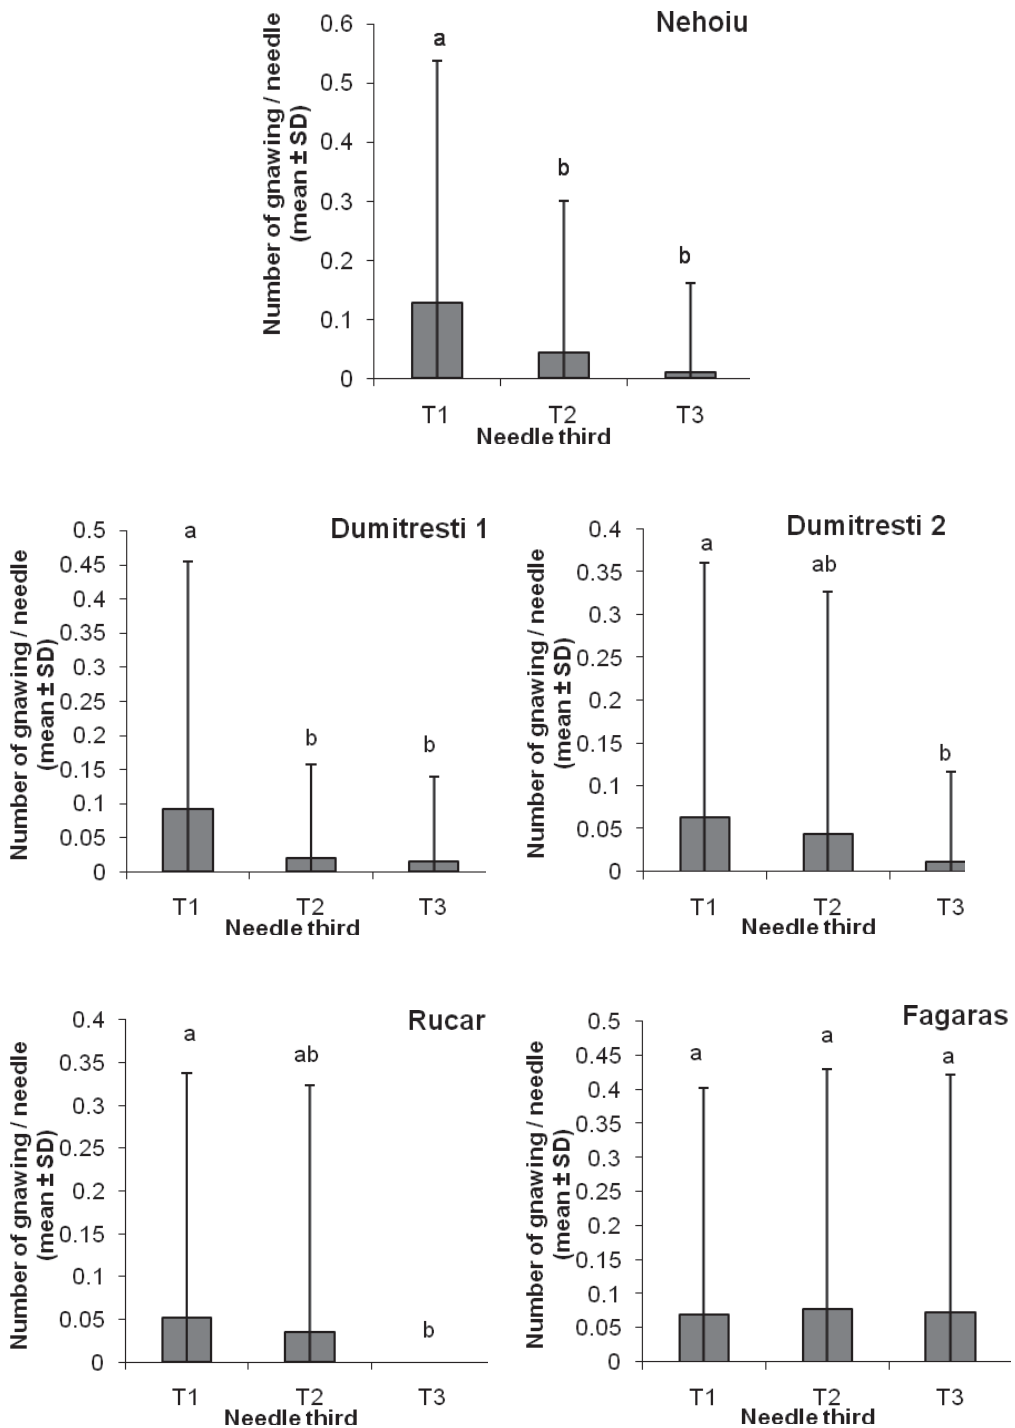 Nehoiu
Number of gnawing / needle
(mean ± SD)
0.6
0.5
0.4
0.3
0.2
0.1
0
a
b
b
T1 T2 T3
Needle third
Dumitresti 1
Number of gnawing / needle
(mean ± SD)
0.5
0.45
0.4
0.35
0.3
0.25
0.2
0.15
0.1
0.05
0
a
b
b
T1 T2 T3
Needle third
Dumitresti 2
Number of gnawing / needle
(mean ± SD)
0.4
0.35
0.3
0.25
0.2
0.15
0.1
0.05
0
a
ab
b
T1 T2 T3
Needle third
Rucar
Number of gnawing / needle
(mean ± SD)
0.4
0.35
0.3
0.25
0.2
0.15
0.1
0.05
0
a
ab
b
T1 T2 T3
Needle third
Fagaras
Number of gnawing / needle
(mean ± SD)
0.5
0.45
0.4
0.35
0.3
0.25
0.2
0.15
0.1
0.05
0
a
a
a
T1 T2 T3
Needle third